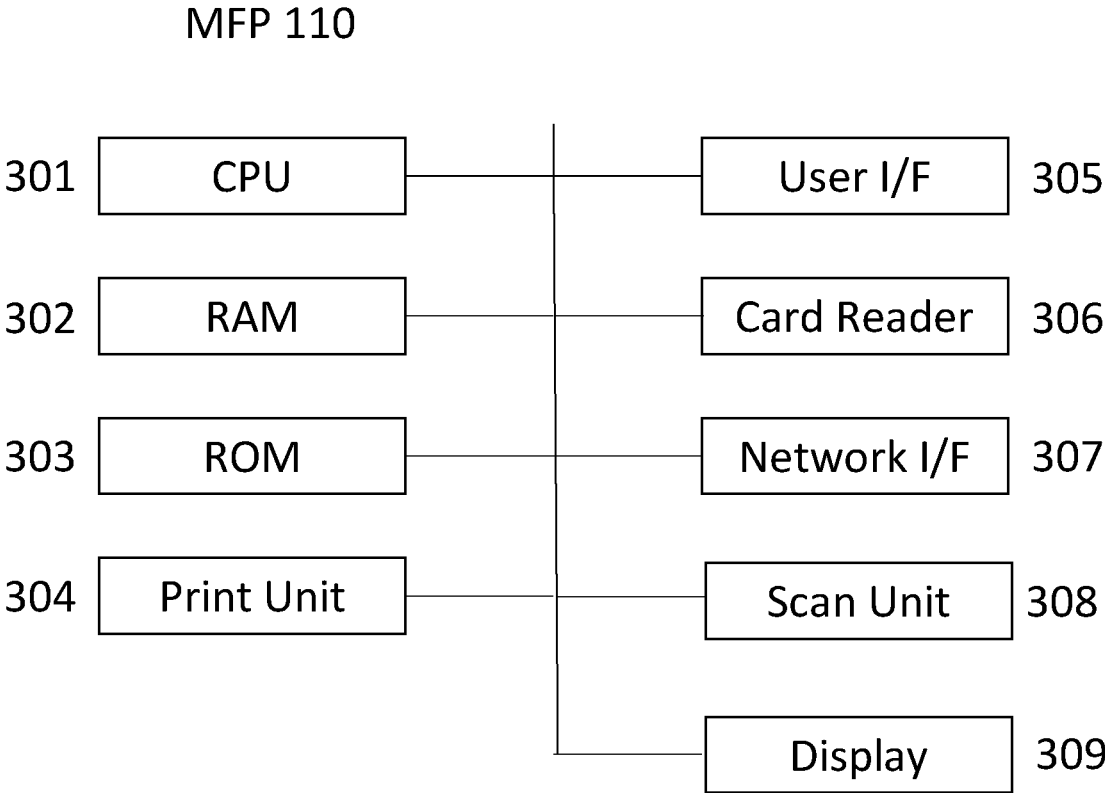 MFP 110
301 CPU User I/F 305
302 RAM Card Reader 306
303 ROM Network I/F 307
304 Print Unit Scan Unit 308
Display 309